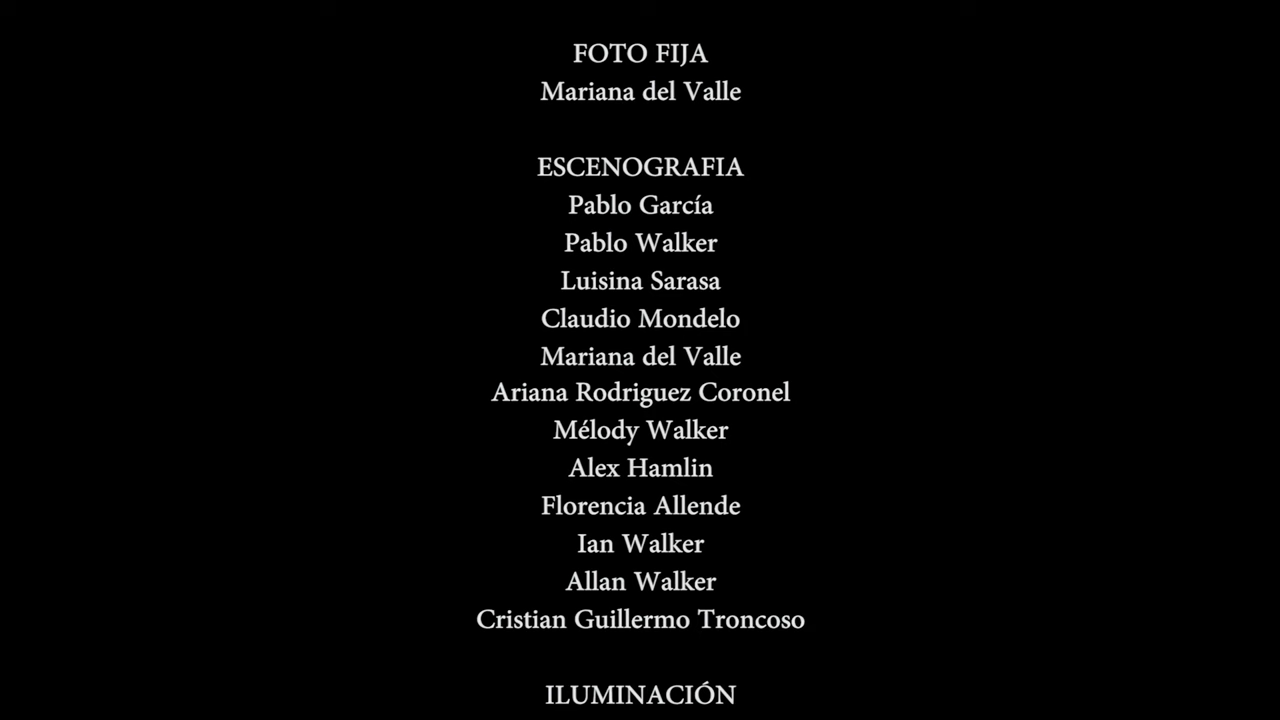 FOTO FIJA
Mariana del Valle
ESCENOGRAFIA
Pablo García
Pablo Walker
Luisina Sarasa
Claudio Mondelo
Mariana del Valle
Ariana Rodriguez Coronel
Mélody Walker
Alex Hamlin
Florencia Allende
Ian Walker
Allan Walker
Cristian Guillermo Troncoso
ILUMINACIÓN